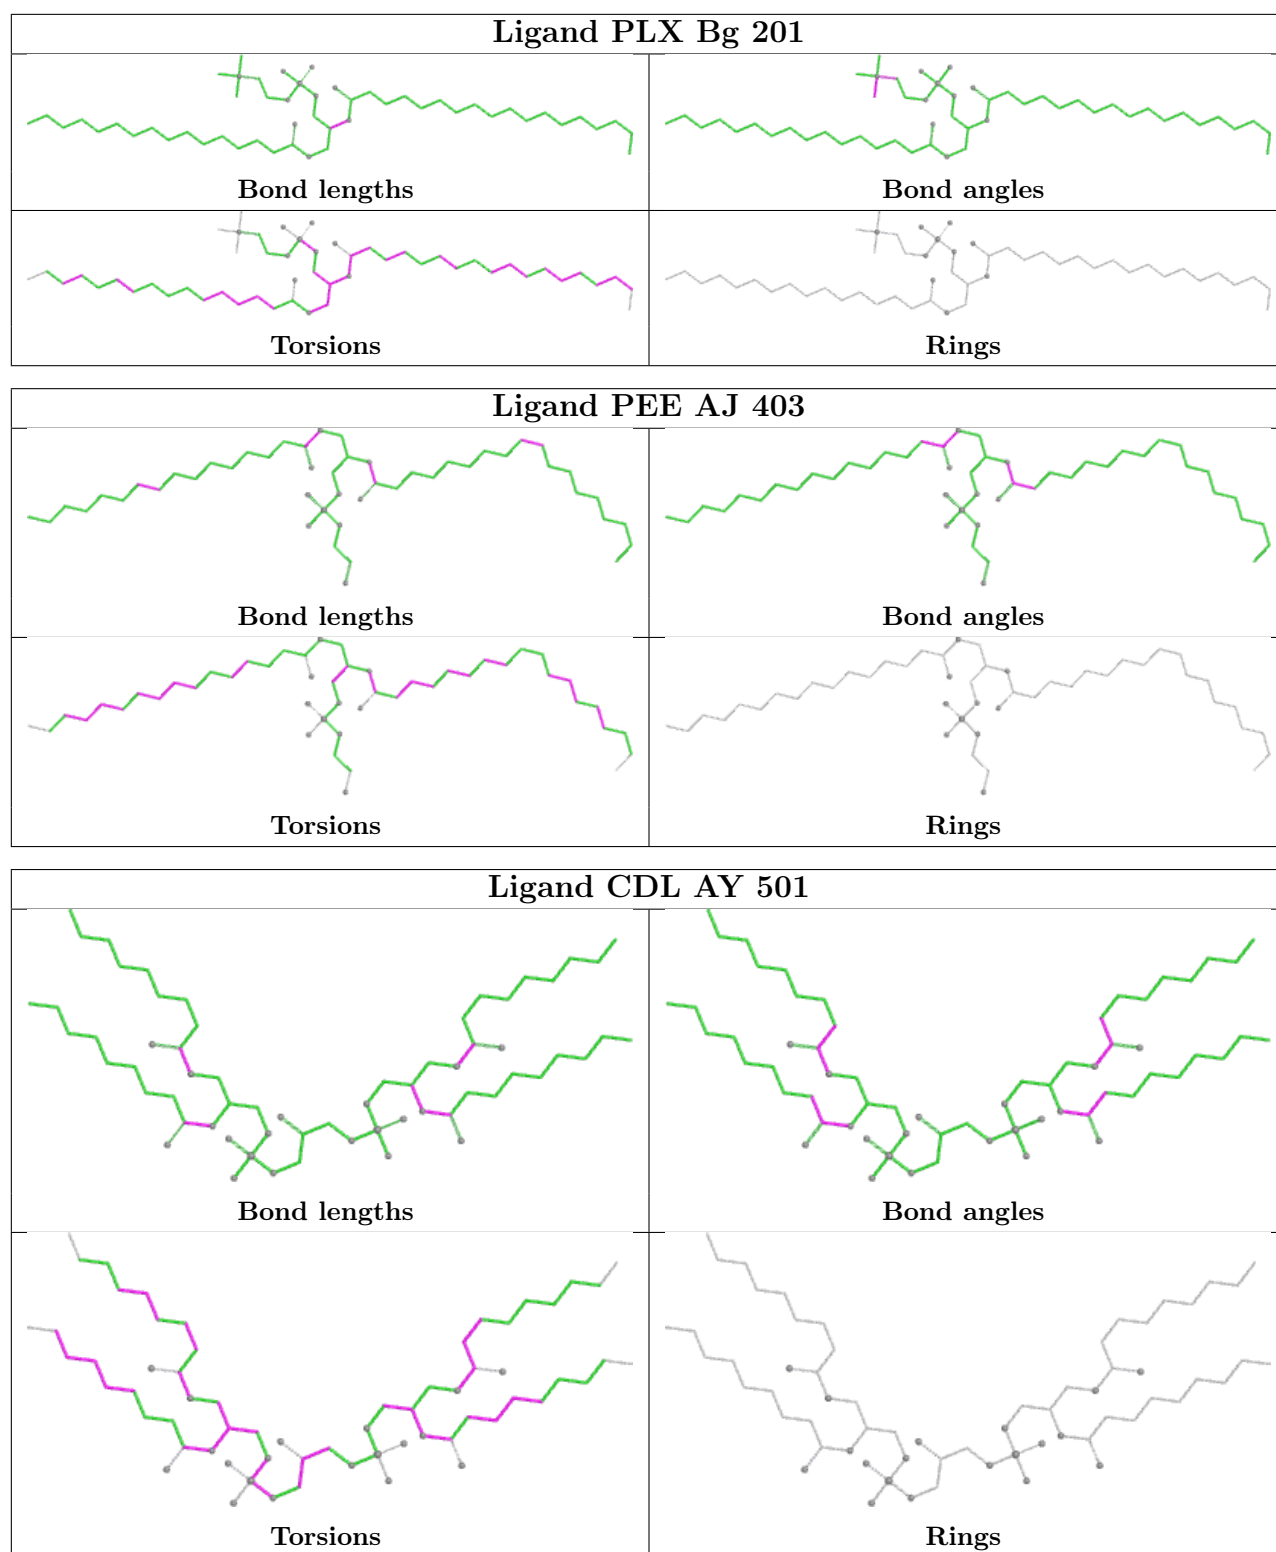 Ligand PLX Bg 201
Bond lengths
Bond angles
Torsions
Rings
Ligand PEE AJ 403
Bond lengths
Bond angles
Torsions
Rings
Ligand CDL AY 501
Bond lengths
Bond angles
Torsions
Rings